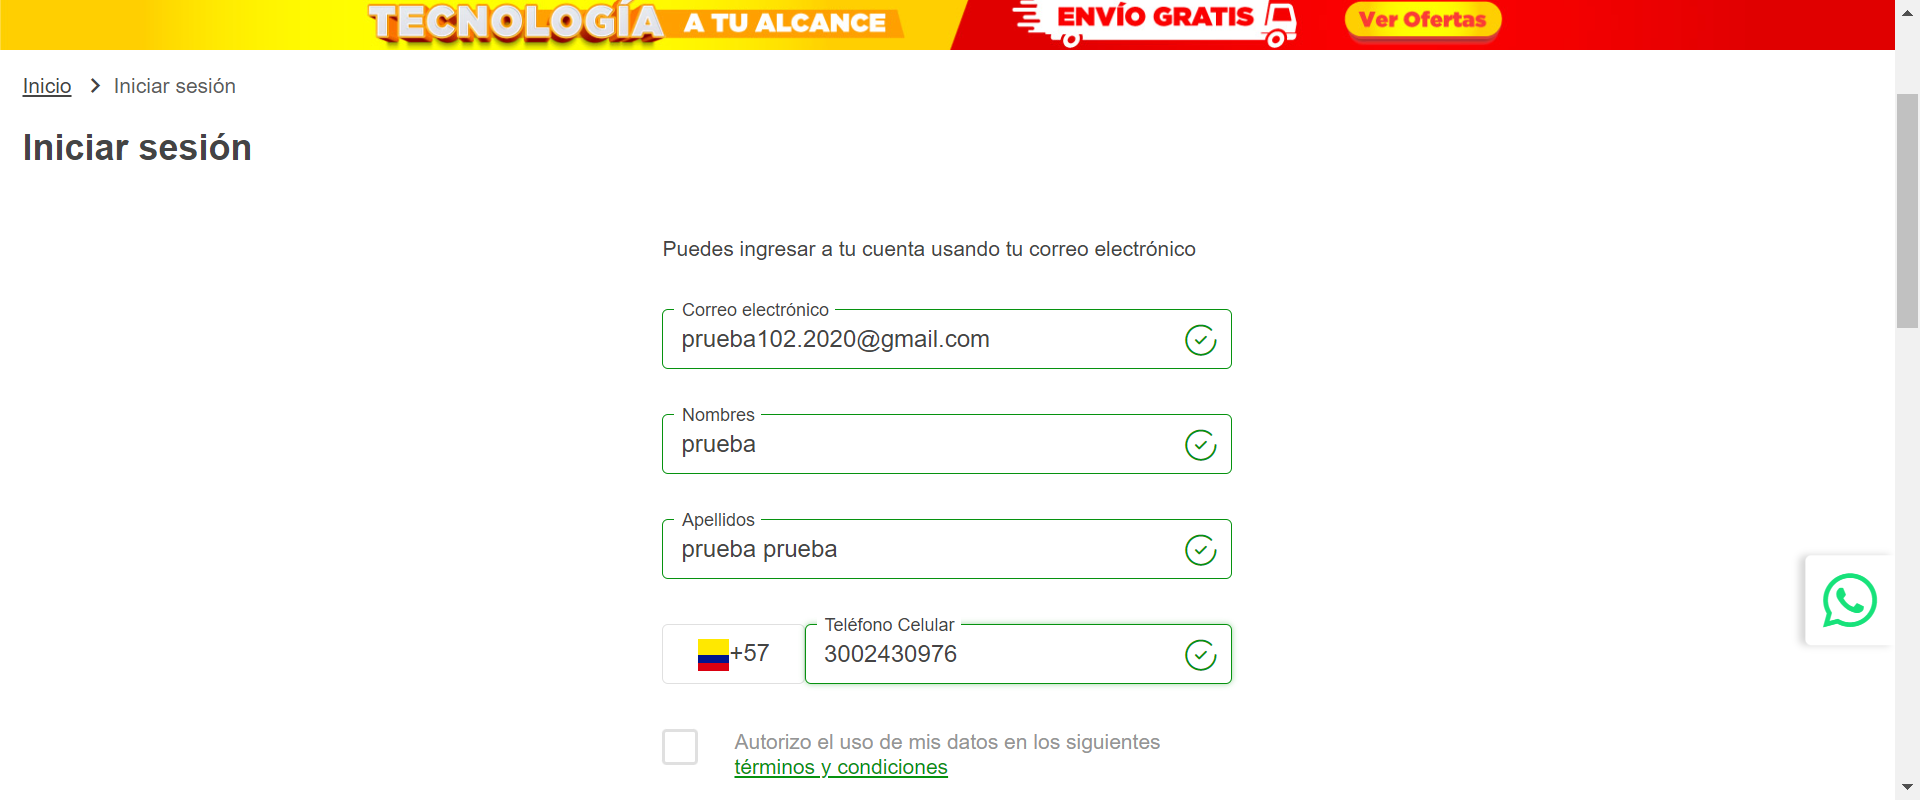 TECNOLOGÍA A TU ALCANCE ENVÍO GRATIS Ver Ofertas
Inicio Iniciar sesión
Iniciar sesión
Puedes ingresar a tu cuenta usando tu correo electrónico
Correo electrónico
prueba102.2020@gmail.com
Nombres
prueba
Apellidos
prueba prueba
Teléfono Celular
+57 3002430976
Autorizo el uso de mis datos en los siguientes
términos y condiciones